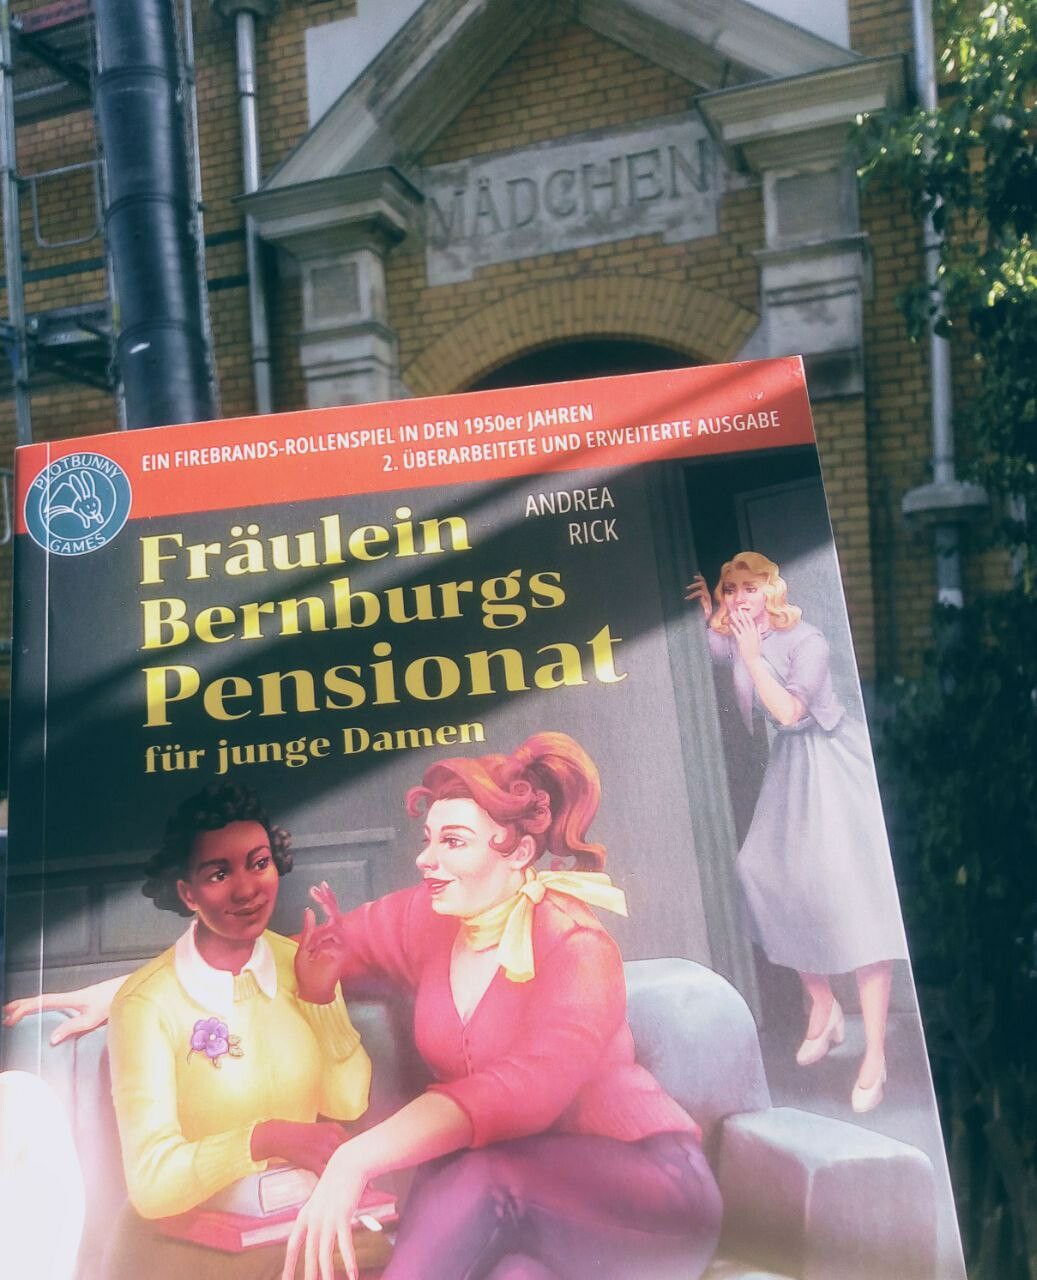 MÄDCHEN
EIN FIREBRANDS-ROLLENSPIEL IN DEN 1950er JAHREN
2. ÜBERARBEITETE UND ERWEITERTE AUSGABE
PLOTBUNNY
GAMES
ANDREA
RICK
Fräulein
Bernburgs
Pensionat
für junge Damen